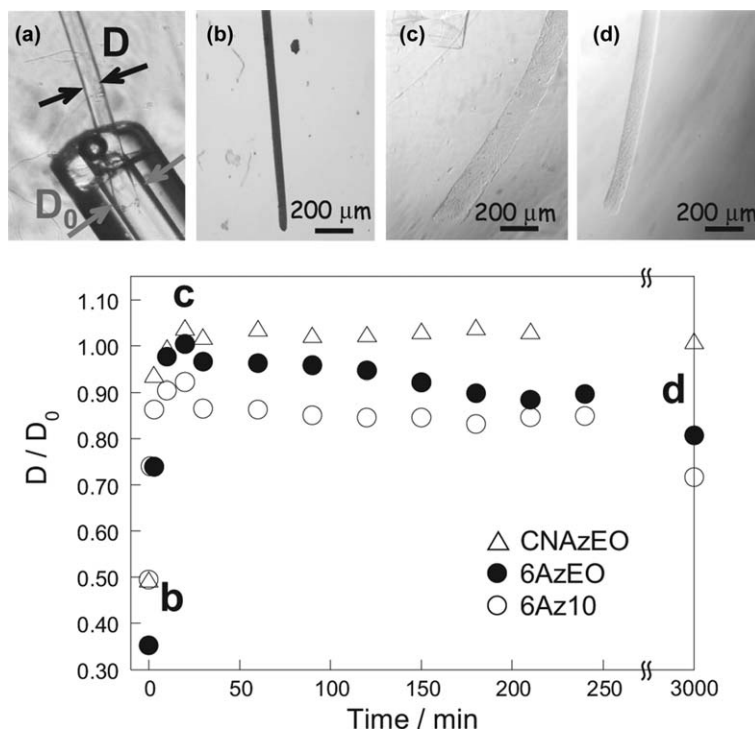 (a)
D
D0
(b)
200 μm
(c)
200 μm
(d)
200 μm
1.10
1.00
0.90
0.80
0.70
0.60
0.50
0.40
0.30
D / D0
c
b
d
△ CNAzEO
● 6AzEO
○ 6Az10
0
50
100
150
200
250
3000
Time / min